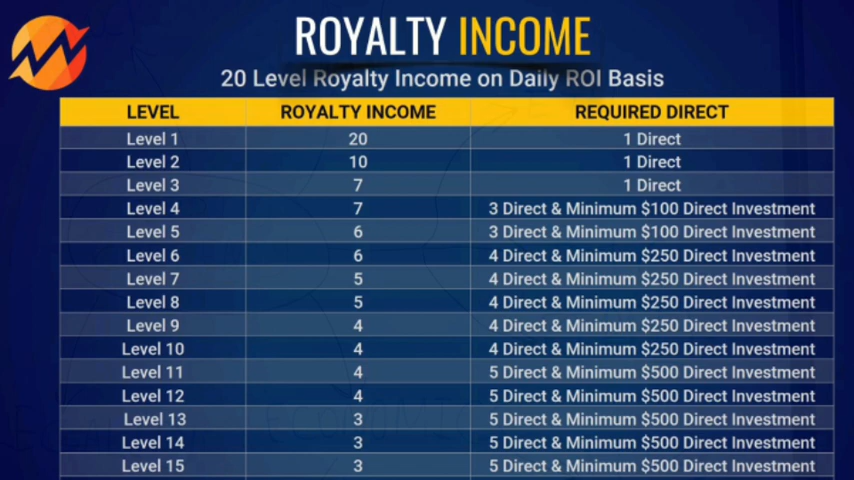 ROYALTY INCOME
20 Level Royalty Income on Daily ROI Basis
LEVEL ROYALTY INCOME REQUIRED DIRECT
Level 1 20 1 Direct
Level 2 10 1 Direct
Level 3 7 1 Direct
Level 4 7 3 Direct & Minimum $100 Direct Investment
Level 5 6 3 Direct & Minimum $100 Direct Investment
Level 6 6 4 Direct & Minimum $250 Direct Investment
Level 7 5 4 Direct & Minimum $250 Direct Investment
Level 8 5 4 Direct & Minimum $250 Direct Investment
Level 9 4 4 Direct & Minimum $250 Direct Investment
Level 10 4 4 Direct & Minimum $250 Direct Investment
Level 11 4 5 Direct & Minimum $500 Direct Investment
Level 12 4 5 Direct & Minimum $500 Direct Investment
Level 13 3 5 Direct & Minimum $500 Direct Investment
Level 14 3 5 Direct & Minimum $500 Direct Investment
Level 15 3 5 Direct & Minimum $500 Direct Investment